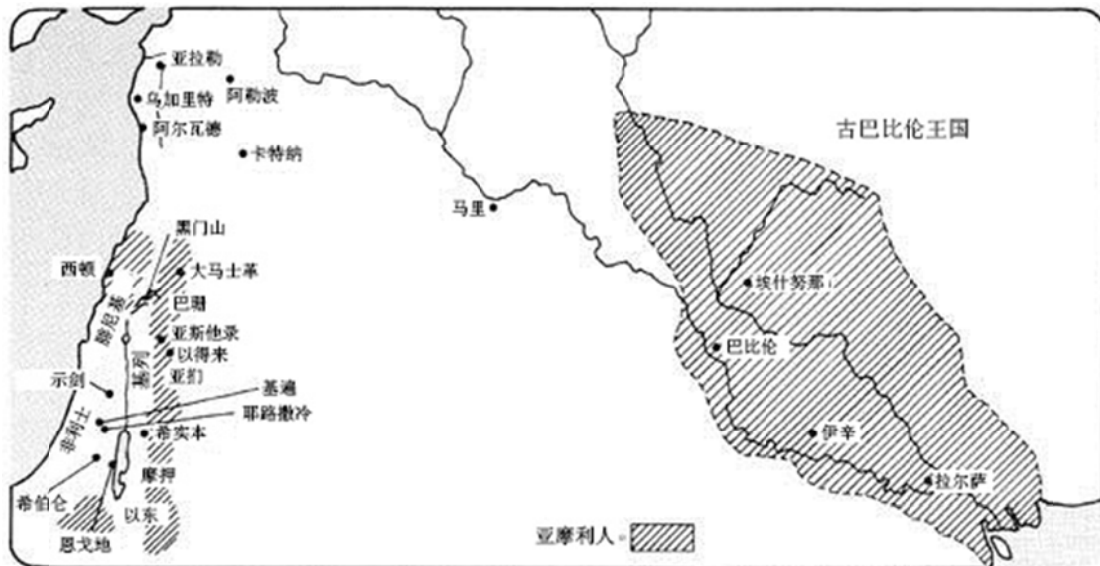 亚拉勒
阿勒波
乌加里特
阿尔瓦德
卡特纳
古巴比伦王国
马里
黑门山
西顿
大马士革
埃什努那
巴珊
腓尼基
亚斯他录
以得来
巴比伦
基列
亚扪
示剑
基遍
耶路撒冷
非利士
希实本
伊辛
摩押
拉尔萨
希伯仑
以东
恩戈地
亚摩利人